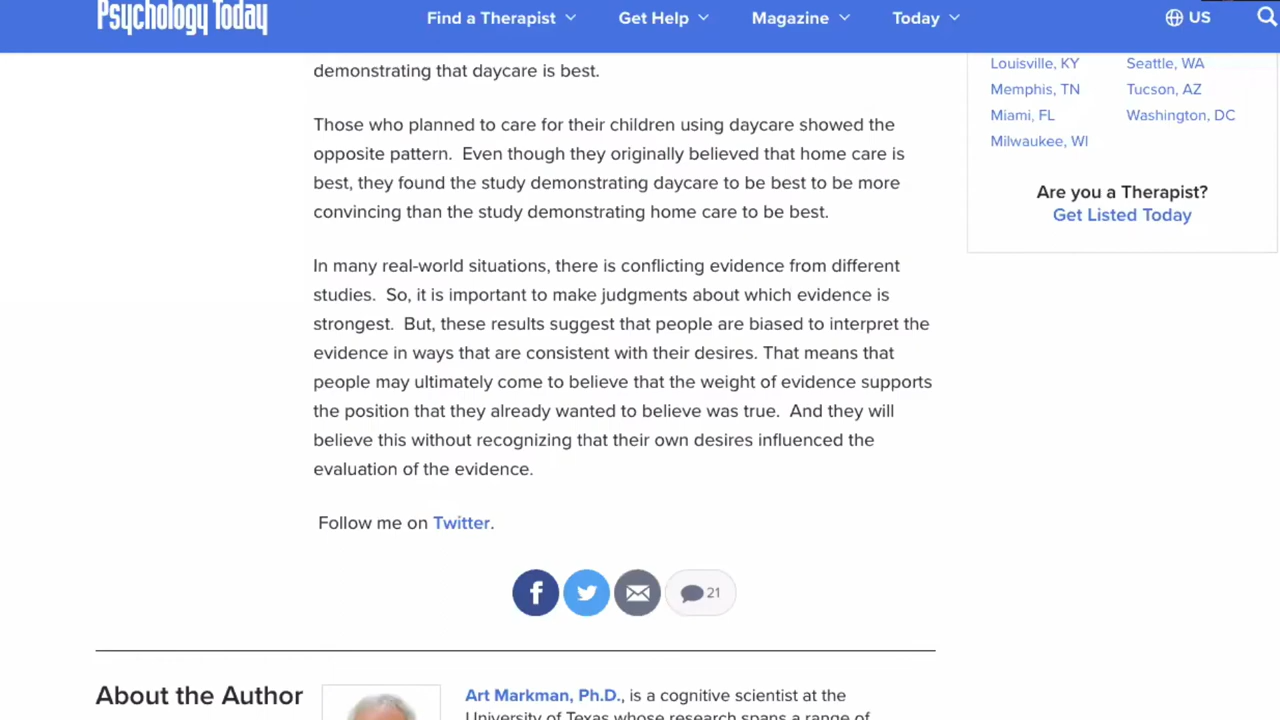 Psychology Today
Find a Therapist
Get Help
Magazine
Today
US
demonstrating that daycare is best.
Those who planned to care for their children using daycare showed the
opposite pattern.  Even though they originally believed that home care is
best, they found the study demonstrating daycare to be best to be more
convincing than the study demonstrating home care to be best.
In many real-world situations, there is conflicting evidence from different
studies.  So, it is important to make judgments about which evidence is
strongest.  But, these results suggest that people are biased to interpret the
evidence in ways that are consistent with their desires. That means that
people may ultimately come to believe that the weight of evidence supports
the position that they already wanted to believe was true.  And they will
believe this without recognizing that their own desires influenced the
evaluation of the evidence.
Follow me on Twitter.
21
Louisville, KY
Memphis, TN
Miami, FL
Milwaukee, WI
Seattle, WA
Tucson, AZ
Washington, DC
Are you a Therapist?
Get Listed Today
About the Author
Art Markman, Ph.D., is a cognitive scientist at the
University of Texas whose research spans a range of